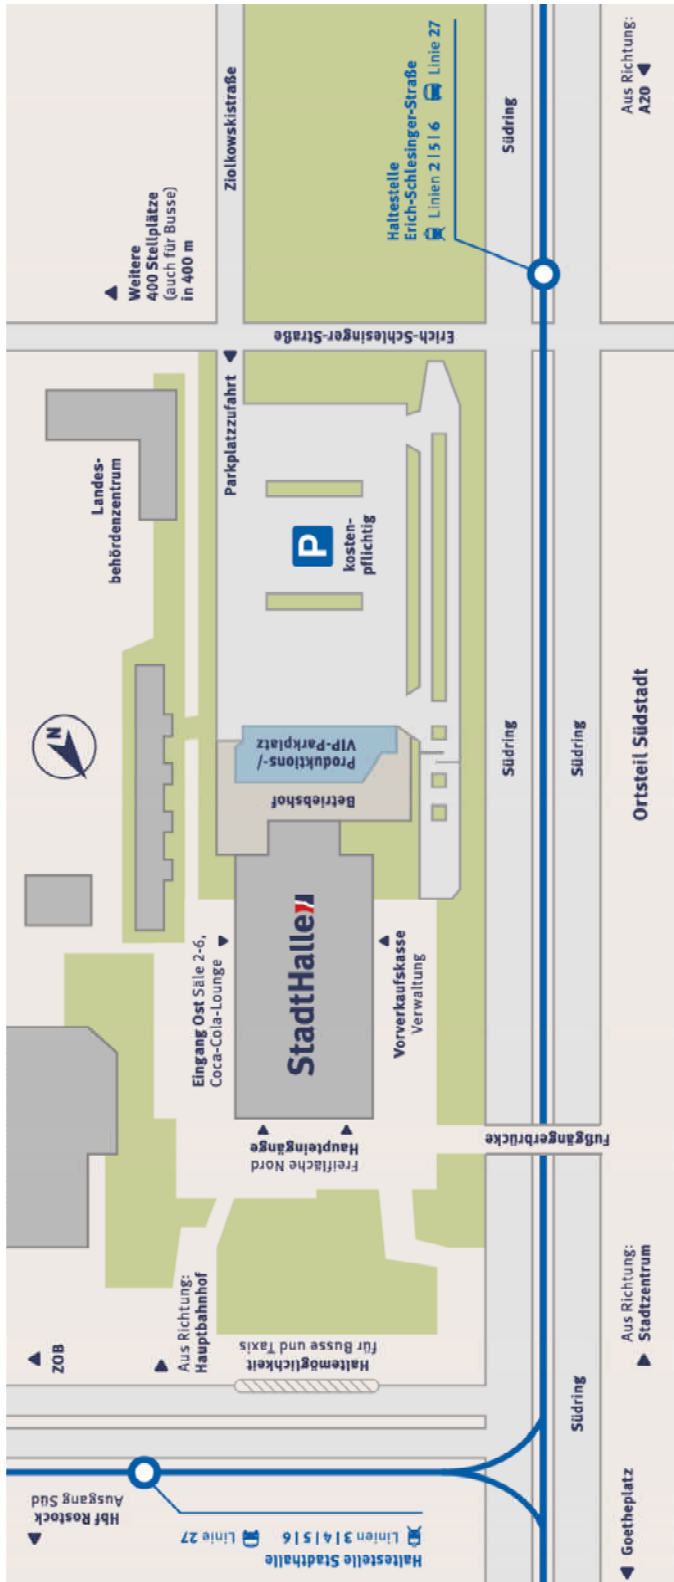 Ziolkowskistraße
Haltestelle
Erich-Schlesinger-Straße
Linien 2|5|6 Linie 27
Südring
Aus Richtung:
A20
Weitere
400 Stellplätze
(auch für Busse)
in 400 m
Erich-Schlesinger-Straße
Parkplatzzufahrt
Landes-
behördenzentrum
P
kosten-
pflichtig
N
Produktions-/
VIP-Parkplatz
Betriebshof
Südring
Südring
Ortsteil Südstadt
Eingang Ost Säle 2-6,
Coca-Cola-Lounge
StadtHalle
Vorverkaufskasse
Verwaltung
Haupteingänge
Freifläche Nord
Fußgängerbrücke
ZOB
Aus Richtung:
Hauptbahnhof
Haltemöglichkeit
für Busse und Taxis
Aus Richtung:
Stadtzentrum
Südring
Goetheplatz
Hbf Rostock
Ausgang Süd
Haltestelle Stadthalle
Linien 3|4|5|6 Linie 27